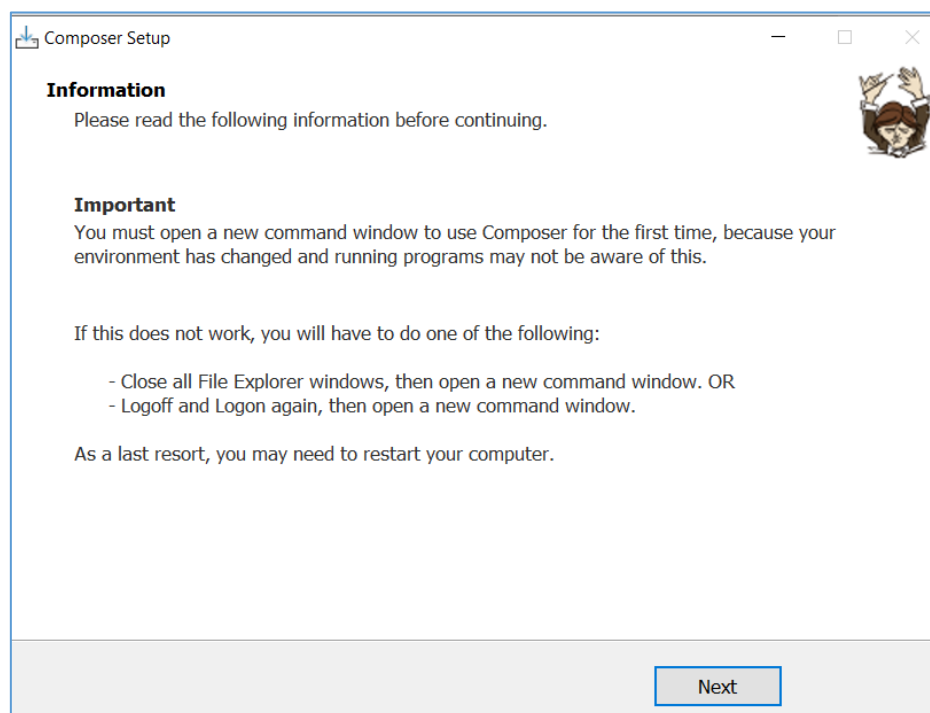 Composer Setup
Information
Please read the following information before continuing.
Important
You must open a new command window to use Composer for the first time, because your
environment has changed and running programs may not be aware of this.
If this does not work, you will have to do one of the following:
- Close all File Explorer windows, then open a new command window. OR
- Logoff and Logon again, then open a new command window.
As a last resort, you may need to restart your computer.
Next